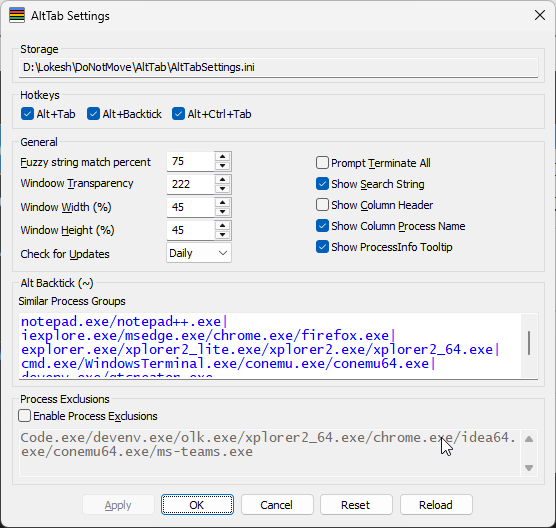 AltTab Settings
Storage
D:\Lokesh\DoNotMove\AltTab\AltTabSettings.ini
Hotkeys
Alt+Tab Alt+Backtick Alt+Ctrl+Tab
General
Fuzzy string match percent 75 Prompt Terminate All
Windoow Transparency 222 Show Search String
Window Width (%) 45 Show Column Header
Window Height (%) 45 Show Column Process Name
Check for Updates Daily Show ProcessInfo Tooltip
Alt Backtick (~)
Similar Process Groups
notepad.exe/notepad++.exe|
iexplore.exe/msedge.exe/chrome.exe/firefox.exe|
explorer.exe/xplorer2_lite.exe/xplorer2.exe/xplorer2_64.exe|
cmd.exe/WindowsTerminal.exe/conemu.exe/conemu64.exe|
devenv.exe/qtcreator.exe
Process Exclusions
Enable Process Exclusions
Code.exe/devenv.exe/olk.exe/xplorer2_64.exe/chrome.exe/idea64.
exe/conemu64.exe/ms-teams.exe
Apply OK Cancel Reset Reload